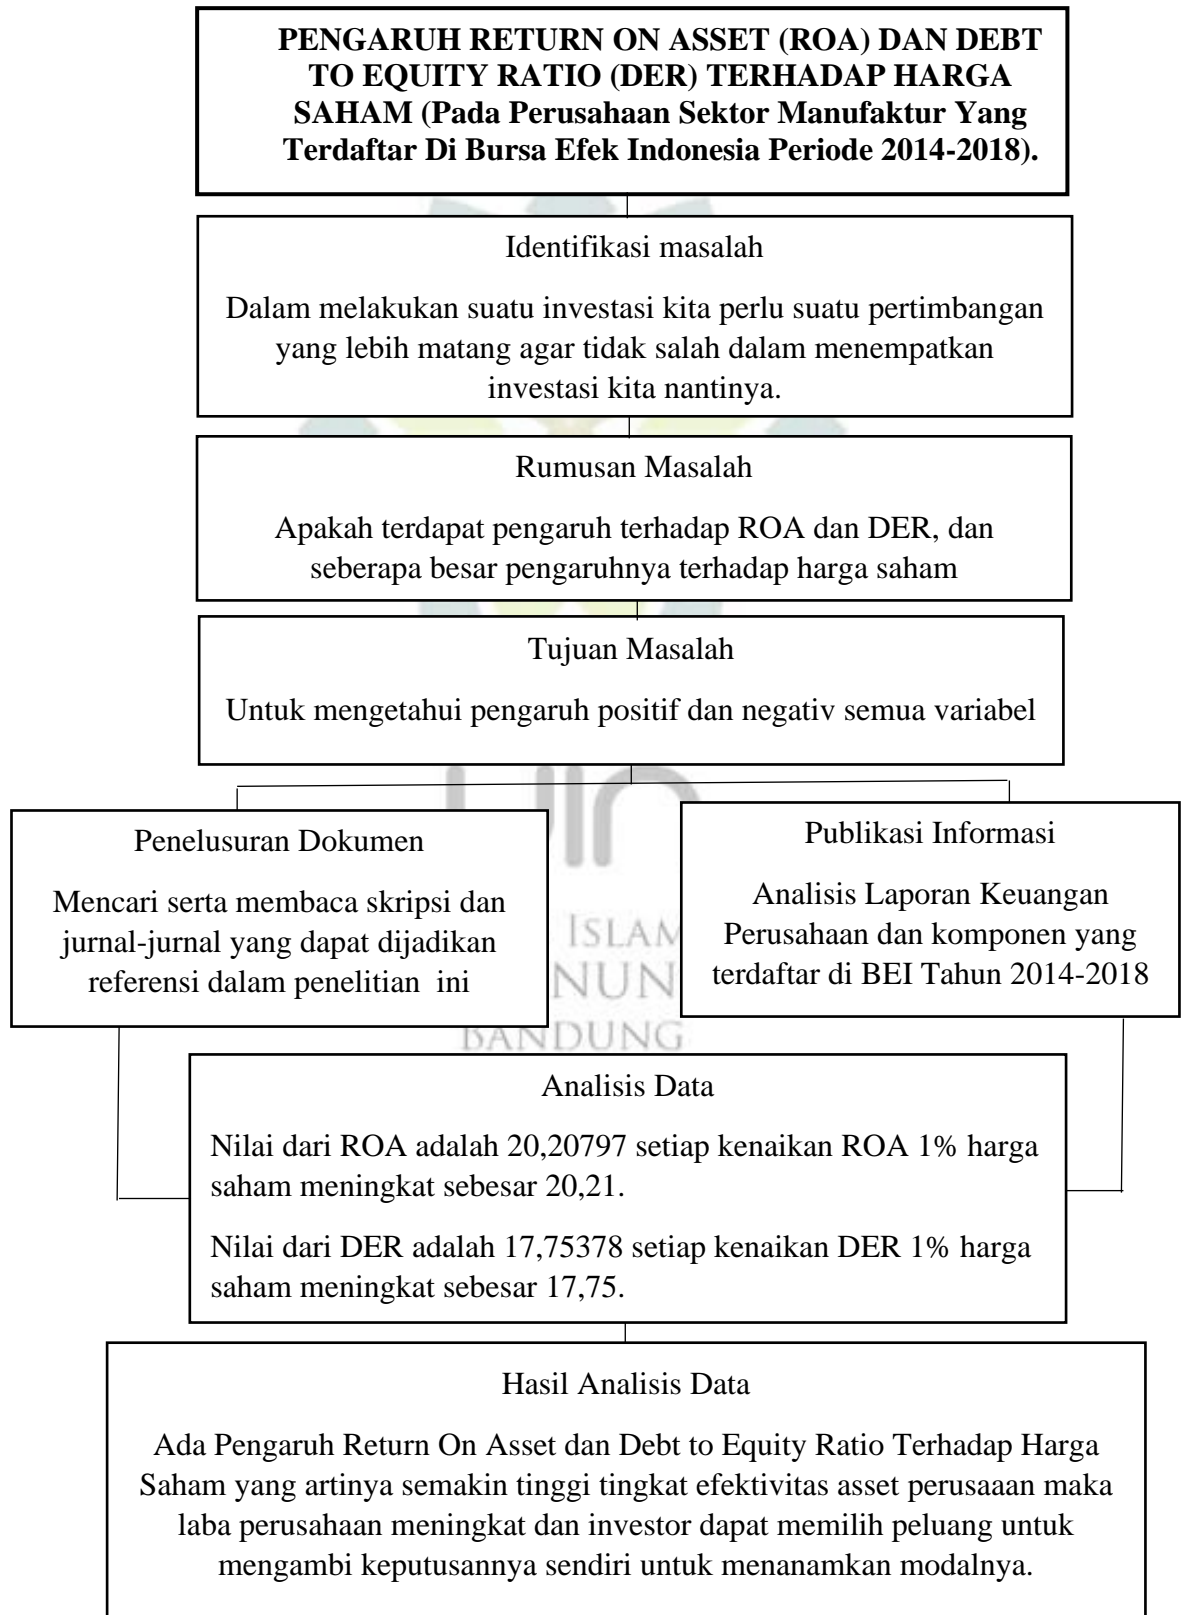 PENGARUH RETURN ON ASSET (ROA) DAN DEBT
TO EQUITY RATIO (DER) TERHADAP HARGA
SAHAM (Pada Perusahaan Sektor Manufaktur Yang
Terdaftar Di Bursa Efek Indonesia Periode 2014-2018).
Identifikasi masalah
Dalam melakukan suatu investasi kita perlu suatu pertimbangan
yang lebih matang agar tidak salah dalam menempatkan
investasi kita nantinya.
Rumusan Masalah
Apakah terdapat pengaruh terhadap ROA dan DER, dan
seberapa besar pengaruhnya terhadap harga saham
Tujuan Masalah
Untuk mengetahui pengaruh positif dan negativ semua variabel
Penelusuran Dokumen
Mencari serta membaca skripsi dan
jurnal-jurnal yang dapat dijadikan
referensi dalam penelitian  ini
Publikasi Informasi
Analisis Laporan Keuangan
Perusahaan dan komponen yang
terdaftar di BEI Tahun 2014-2018
ISLAM
NUN
BANDUNG
Analisis Data
Nilai dari ROA adalah 20,20797 setiap kenaikan ROA 1% harga
saham meningkat sebesar 20,21.
Nilai dari DER adalah 17,75378 setiap kenaikan DER 1% harga
saham meningkat sebesar 17,75.
Hasil Analisis Data
Ada Pengaruh Return On Asset dan Debt to Equity Ratio Terhadap Harga
Saham yang artinya semakin tinggi tingkat efektivitas asset perusaaan maka
laba perusahaan meningkat dan investor dapat memilih peluang untuk
mengambi keputusannya sendiri untuk menanamkan modalnya.